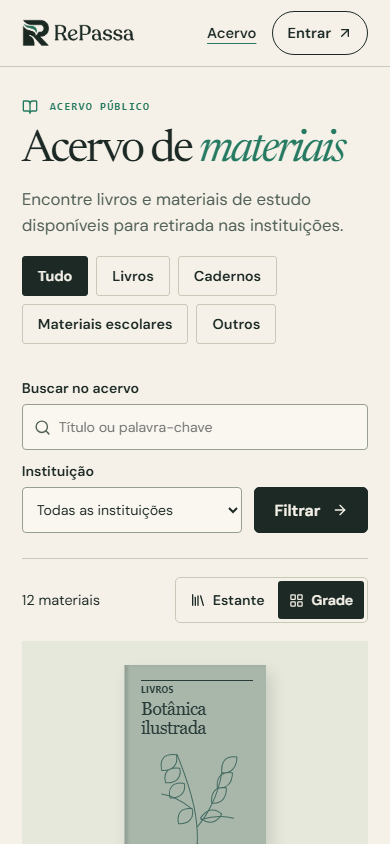 RePassa
Acervo
Entrar
ACERVO PÚBLICO
Acervo de materiais
Encontre livros e materiais de estudo
disponíveis para retirada nas instituições.
Tudo
Livros
Cadernos
Materiais escolares
Outros
Buscar no acervo
Título ou palavra-chave
Instituição
Todas as instituições
Filtrar
12 materiais
Estante
Grade
LIVROS
Botânica
ilustrada